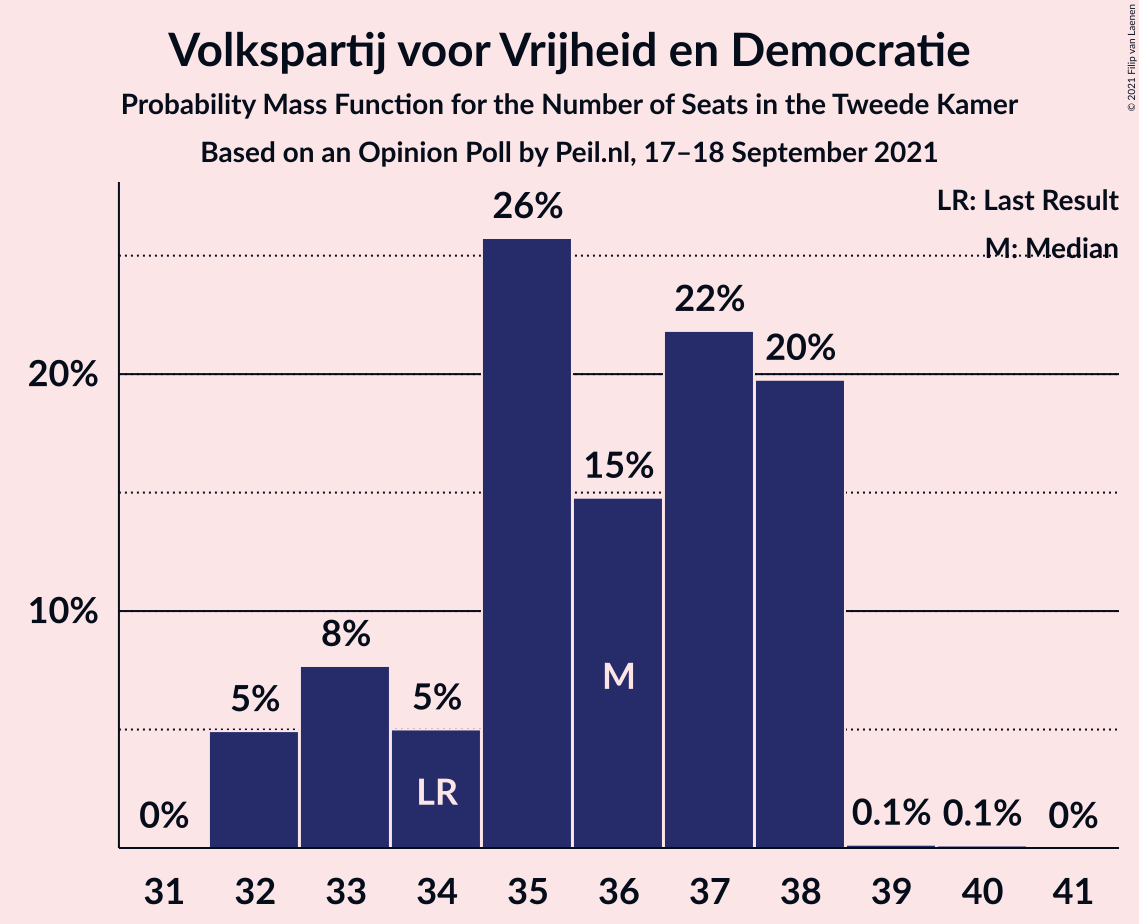 Volkspartij voor Vrijheid en Democratie
Probability Mass Function for the Number of Seats in the Tweede Kamer
Based on an Opinion Poll by Peil.nl, 17–18 September 2021
© 2021 Filip van Laenen
LR: Last Result
M: Median
26%
22%
20%
20%
15%
10%
8%
5%
5%
M
LR
0%
0.1%
0.1%
0%
31 32 33 34 35 36 37 38 39 40 41